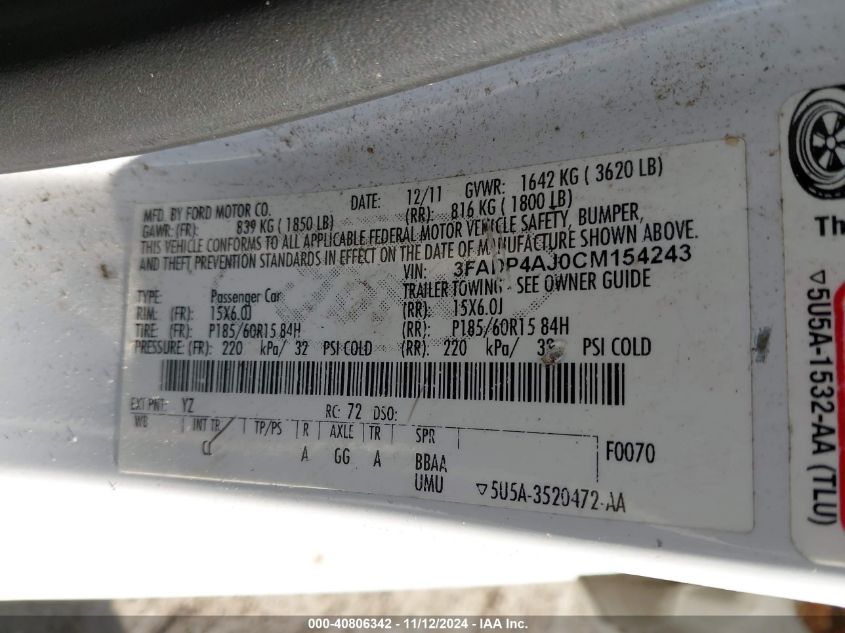 MFD. BY FORD MOTOR CO. DATE: 12/11 GVWR: 1642 KG ( 3620 LB)
GAWR: (FR): 839 KG ( 1850 LB) (RR): 816 KG ( 1800 LB)
THIS VEHICLE CONFORMS TO ALL APPLICABLE FEDERAL MOTOR VEHICLE SAFETY, BUMPER,
AND THEFT PREVENTION STANDARDS IN EFFECT ON THE DATE OF MANUFACTURE SHOWN ABOVE.
VIN: 3FADP4AJ0CM154243
TYPE: Passenger Car TRAILER TOWING - SEE OWNER GUIDE
RIM: (FR): 15X6.0J (RR): 15X6.0J
TIRE: (FR): P185/60R15 84H (RR): P185/60R15 84H
PRESSURE: (FR): 220 kPa/ 32 PSI COLD (RR): 220 kPa/ PSI COLD
EXT PNT: YZ RC: 72 DSO:
WB INT TR TP/PS R AXLE TR SPR
CI A GG A BBAA F0070
UMU ▽5U5A-3520472-AA
Th
▽5U5A-1532-AA (TLU)
000-40806342 - 11/12/2024 - IAA Inc.